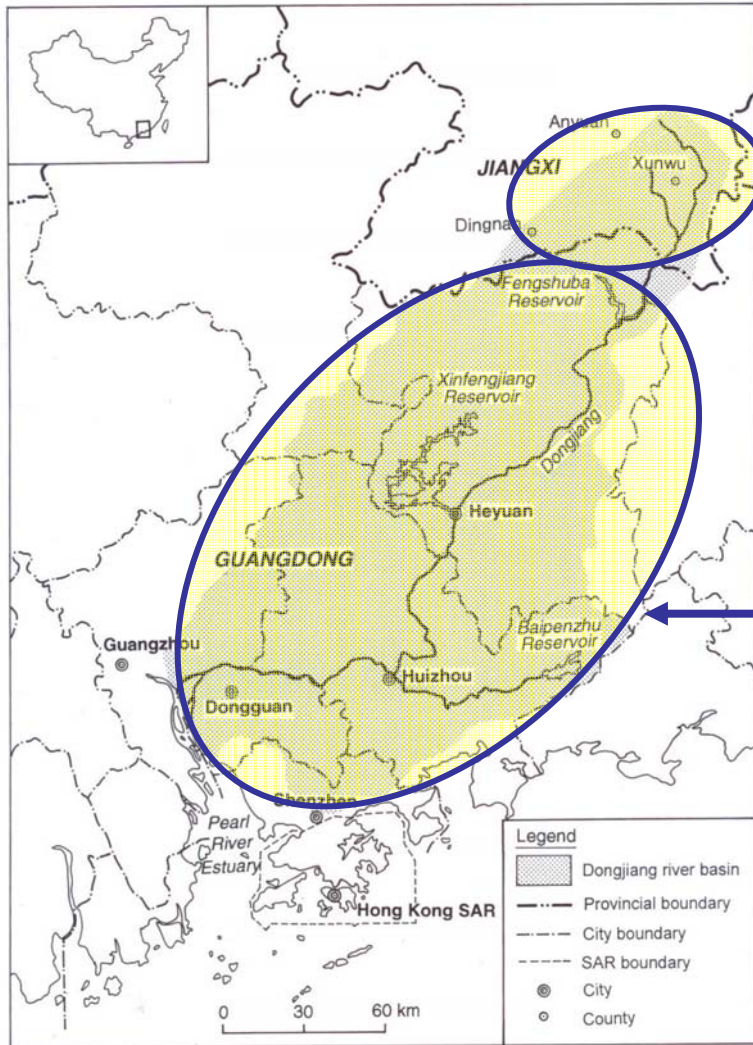 Anyuan
JIANGXI
Xunwu
Dingnan
Fengshuba
Reservoir
Xinfengjiang
Reservoir
Dongjiang
Heyuan
GUANGDONG
Baipenzhu
Reservoir
Guangzhou
Huizhou
Dongguan
Shenzhen
Pearl
River
Estuary
Hong Kong SAR
0 30 60 km
Legend
Dongjiang river basin
Provincial boundary
City boundary
SAR boundary
City
County